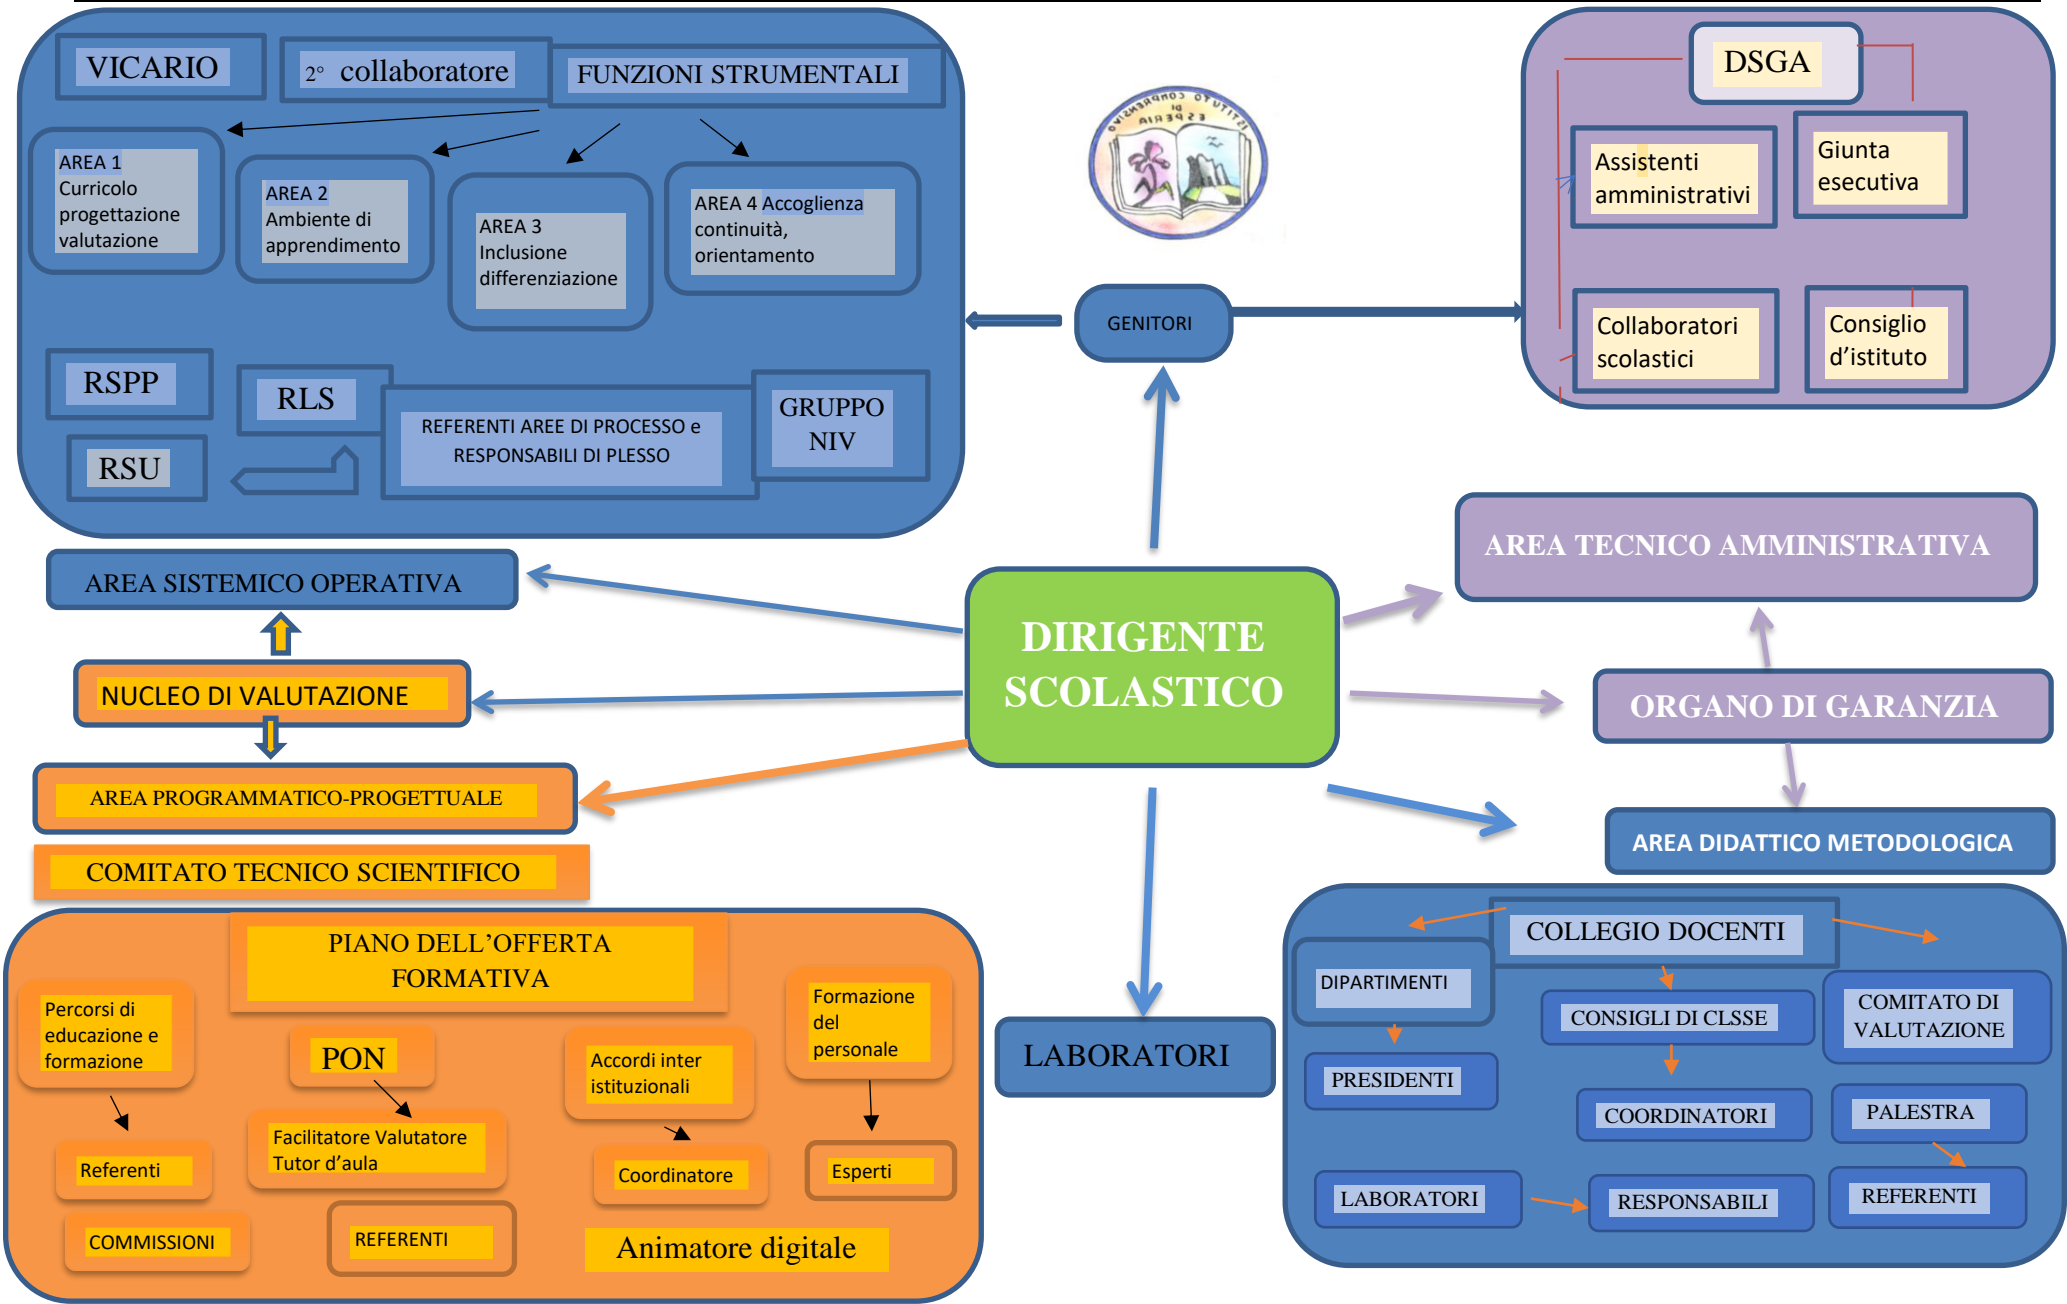 VICARIO
2° collaboratore
FUNZIONI STRUMENTALI
AREA 1
Curricolo
progettazione
valutazione
AREA 2
Ambiente di
apprendimento
AREA 3
Inclusione
differenziazione
AREA 4 Accoglienza
continuità,
orientamento
RSPP
RLS
REFERENTI AREE DI PROCESSO e
RESPONSABILI DI PLESSO
GRUPPO
NIV
RSU
ISTITUTO COMPRENSIVO
DI
ESPERIA
GENITORI
DSGA
Assistenti
amministrativi
Giunta
esecutiva
Collaboratori
scolastici
Consiglio
d’istituto
AREA SISTEMICO OPERATIVA
NUCLEO DI VALUTAZIONE
AREA PROGRAMMATICO-PROGETTUALE
COMITATO TECNICO SCIENTIFICO
DIRIGENTE
SCOLASTICO
AREA TECNICO AMMINISTRATIVA
ORGANO DI GARANZIA
AREA DIDATTICO METODOLOGICA
PIANO DELL’OFFERTA
FORMATIVA
Percorsi di
educazione e
formazione
PON
Accordi inter
istituzionali
Formazione
del
personale
Referenti
Facilitatore Valutatore
Tutor d’aula
Coordinatore
Esperti
COMMISSIONI
REFERENTI
Animatore digitale
LABORATORI
COLLEGIO DOCENTI
DIPARTIMENTI
CONSIGLI DI CLSSE
COMITATO DI
VALUTAZIONE
PRESIDENTI
COORDINATORI
PALESTRA
LABORATORI
RESPONSABILI
REFERENTI